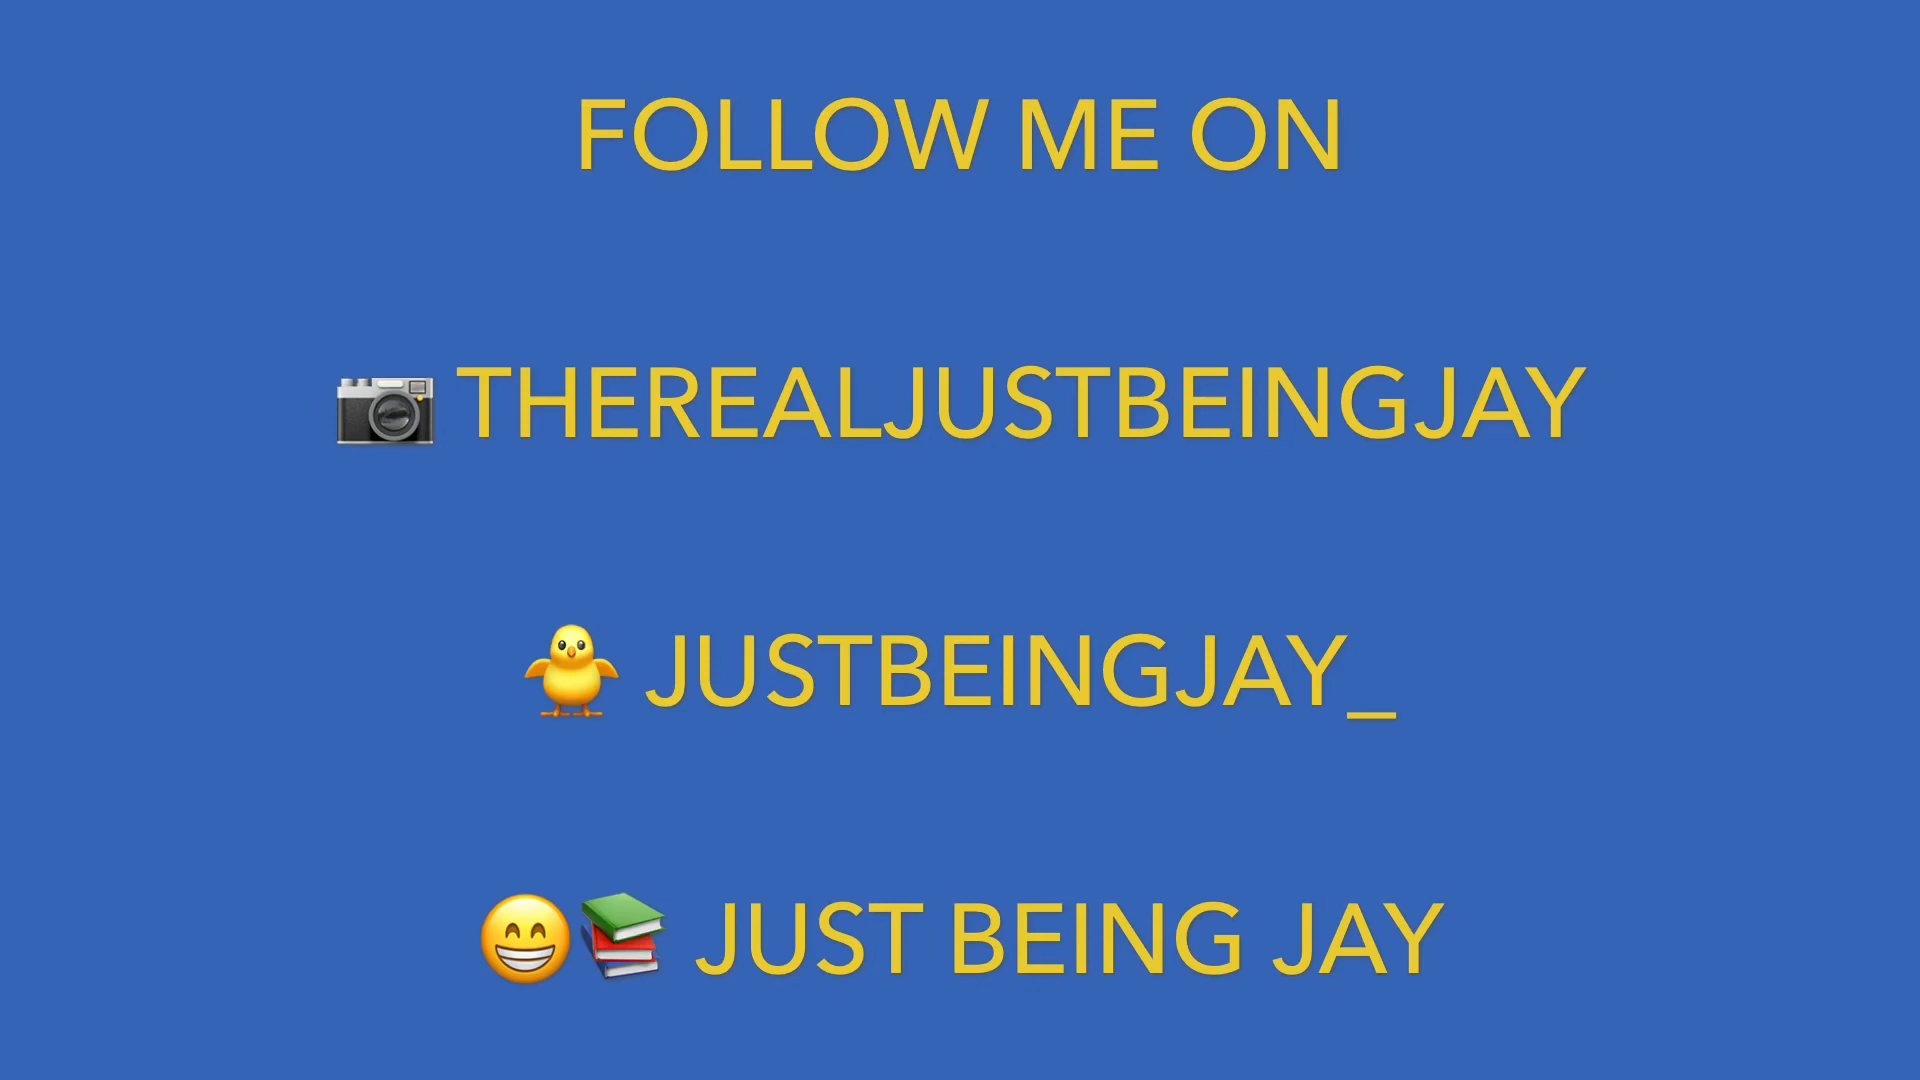 FOLLOW ME ON
📷 THEREALJUSTBEINGJAY
🐥 JUSTBEINGJAY_
😁📚 JUST BEING JAY